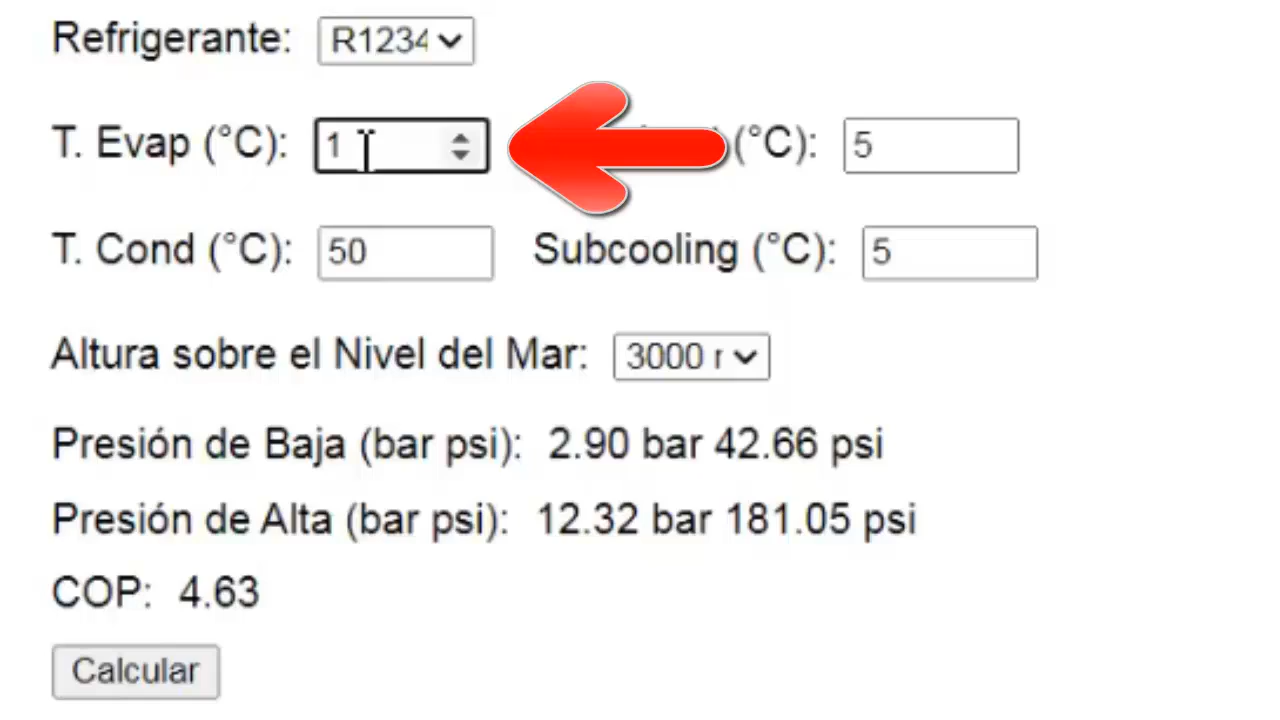 Refrigerante: R1234
T. Evap (°C): 1 (°C): 5
T. Cond (°C): 50 Subcooling (°C): 5
Altura sobre el Nivel del Mar: 3000
Presión de Baja (bar psi): 2.90 bar 42.66 psi
Presión de Alta (bar psi): 12.32 bar 181.05 psi
COP: 4.63
Calcular